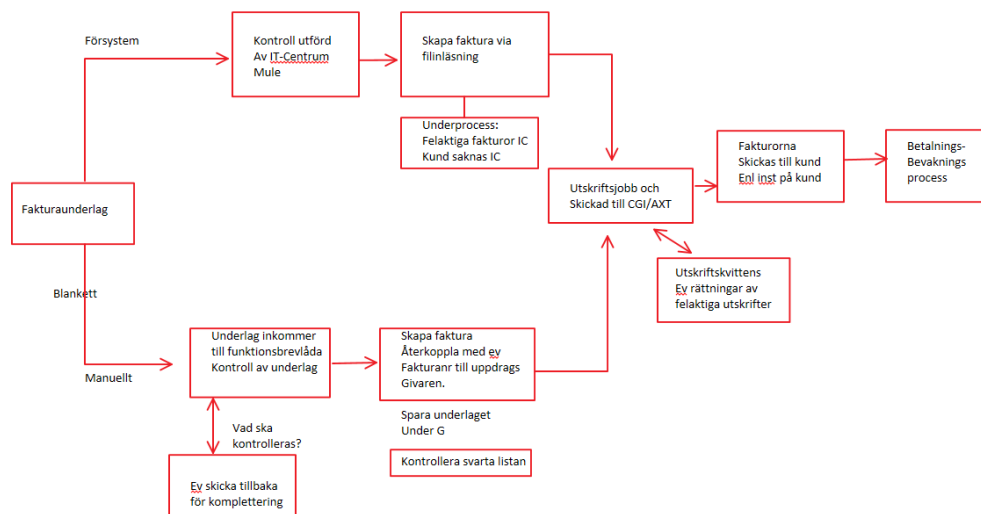 Försystem
Kontroll utförd
Av IT-Centrum
Mule
Skapa faktura via
filinläsning
Underprocess:
Felaktiga fakturor IC
Kund saknas IC
Fakturaunderlag
Utskriftsjobb och
Skickad till CGI/AXT
Fakturorna
Skickas till kund
Enl inst på kund
Betalnings-
Bevaknings
process
Utskriftskvittens
Ev rättningar av
felaktiga utskrifter
Blankett
Manuellt
Underlag inkommer
till funktionsbrevlåda
Kontroll av underlag
Skapa faktura
Återkoppla med ev
Fakturanr till uppdrags
Givaren.
Spara underlaget
Under G
Kontrollera svarta listan
Vad ska
kontrolleras?
Ev skicka tillbaka
för komplettering